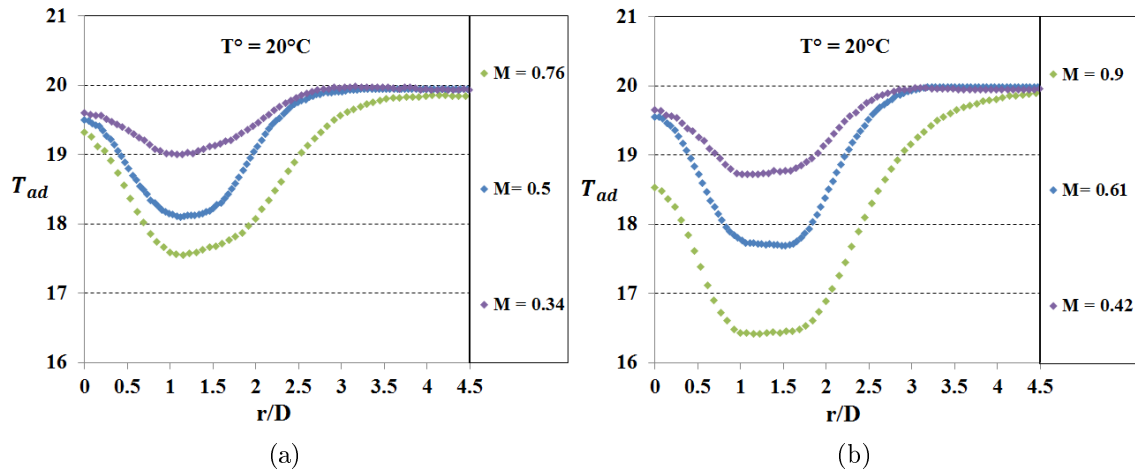 21
20
19
18
17
16
T_ad
T° = 20°C
0 0.5 1 1.5 2 2.5 3 3.5 4 4.5
r/D
M = 0.76
M= 0.5
M = 0.34
(a)
21
20
19
18
17
16
T_ad
T° = 20°C
0 0.5 1 1.5 2 2.5 3 3.5 4 4.5
r/D
M = 0.9
M= 0.61
M = 0.42
(b)